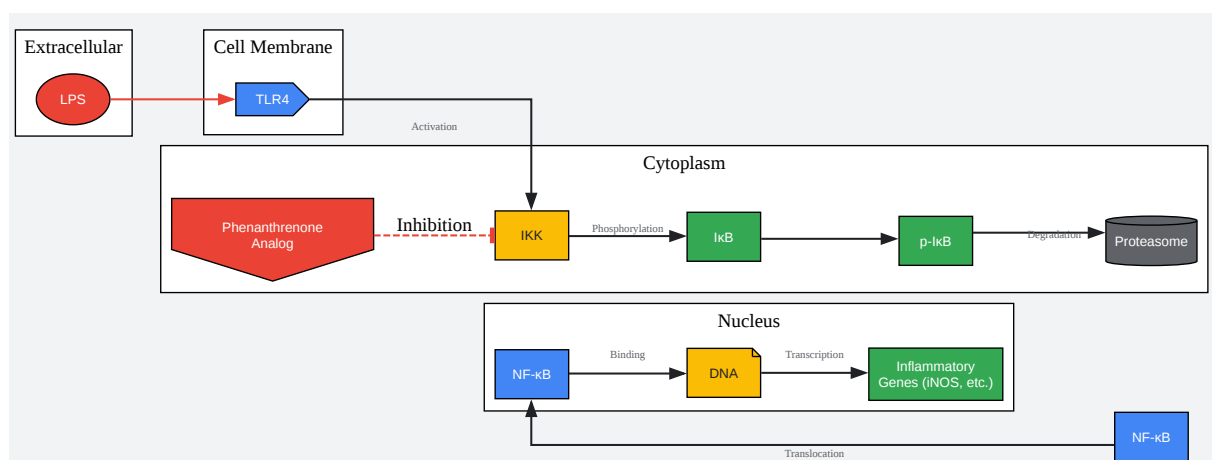 Extracellular
Cell Membrane
LPS
TLR4
Activation
Cytoplasm
Phenanthrenone
Analog
Inhibition
IKK
Phosphorylation
IκB
p-IκB
Degradation
Proteasome
Nucleus
NF-κB
Binding
DNA
Transcription
Inflammatory
Genes (iNOS, etc.)
NF-κB
Translocation